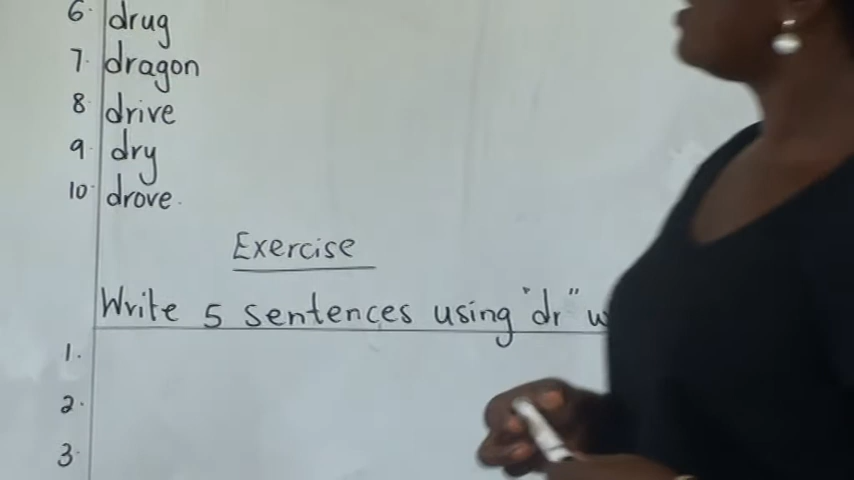 6. drug
7. dragon
8. drive
9. dry
10. drove.
Exercise
Write 5 sentences using "dr" w
1.
2.
3.